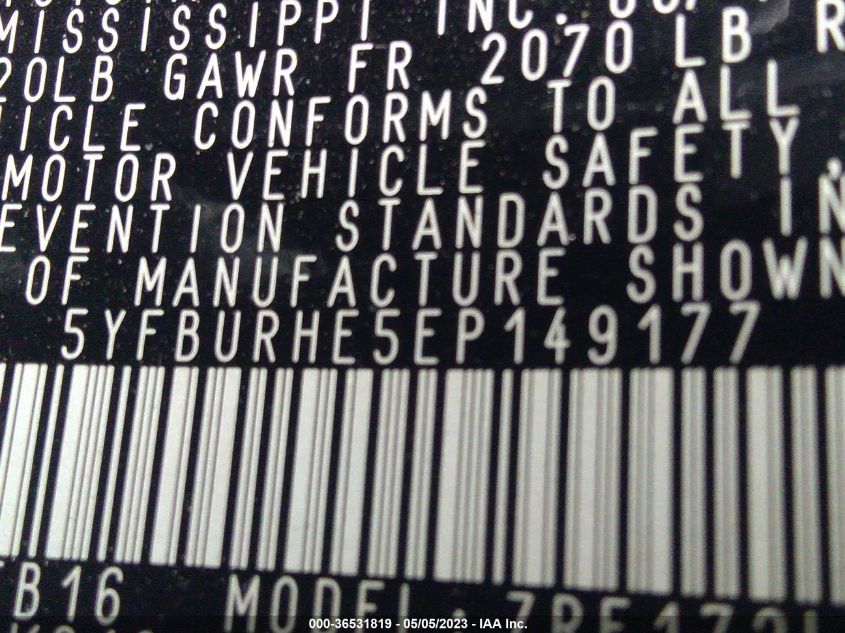 MISSISSIPPI INC.
20LB GAWR FR 2070 LB R
ICLE CONFORMS TO ALL
MOTOR VEHICLE SAFETY,
EVENTION STANDARDS IN
OF MANUFACTURE SHOWN
5YFBURHE5EP149177
B16 MODEL: ZRE172L
000-36531819 - 05/05/2023 - IAA Inc.